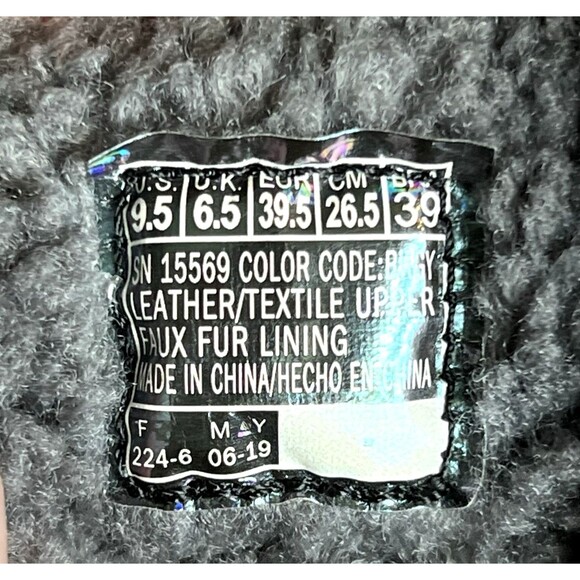 U.S. U.K. EUR CM
9.5 6.5 39.5 26.5 39
SN 15569 COLOR CODE:
LEATHER/TEXTILE UPPER
FAUX FUR LINING
MADE IN CHINA/HECHO EN CHINA
F M Y
224-6 06-19